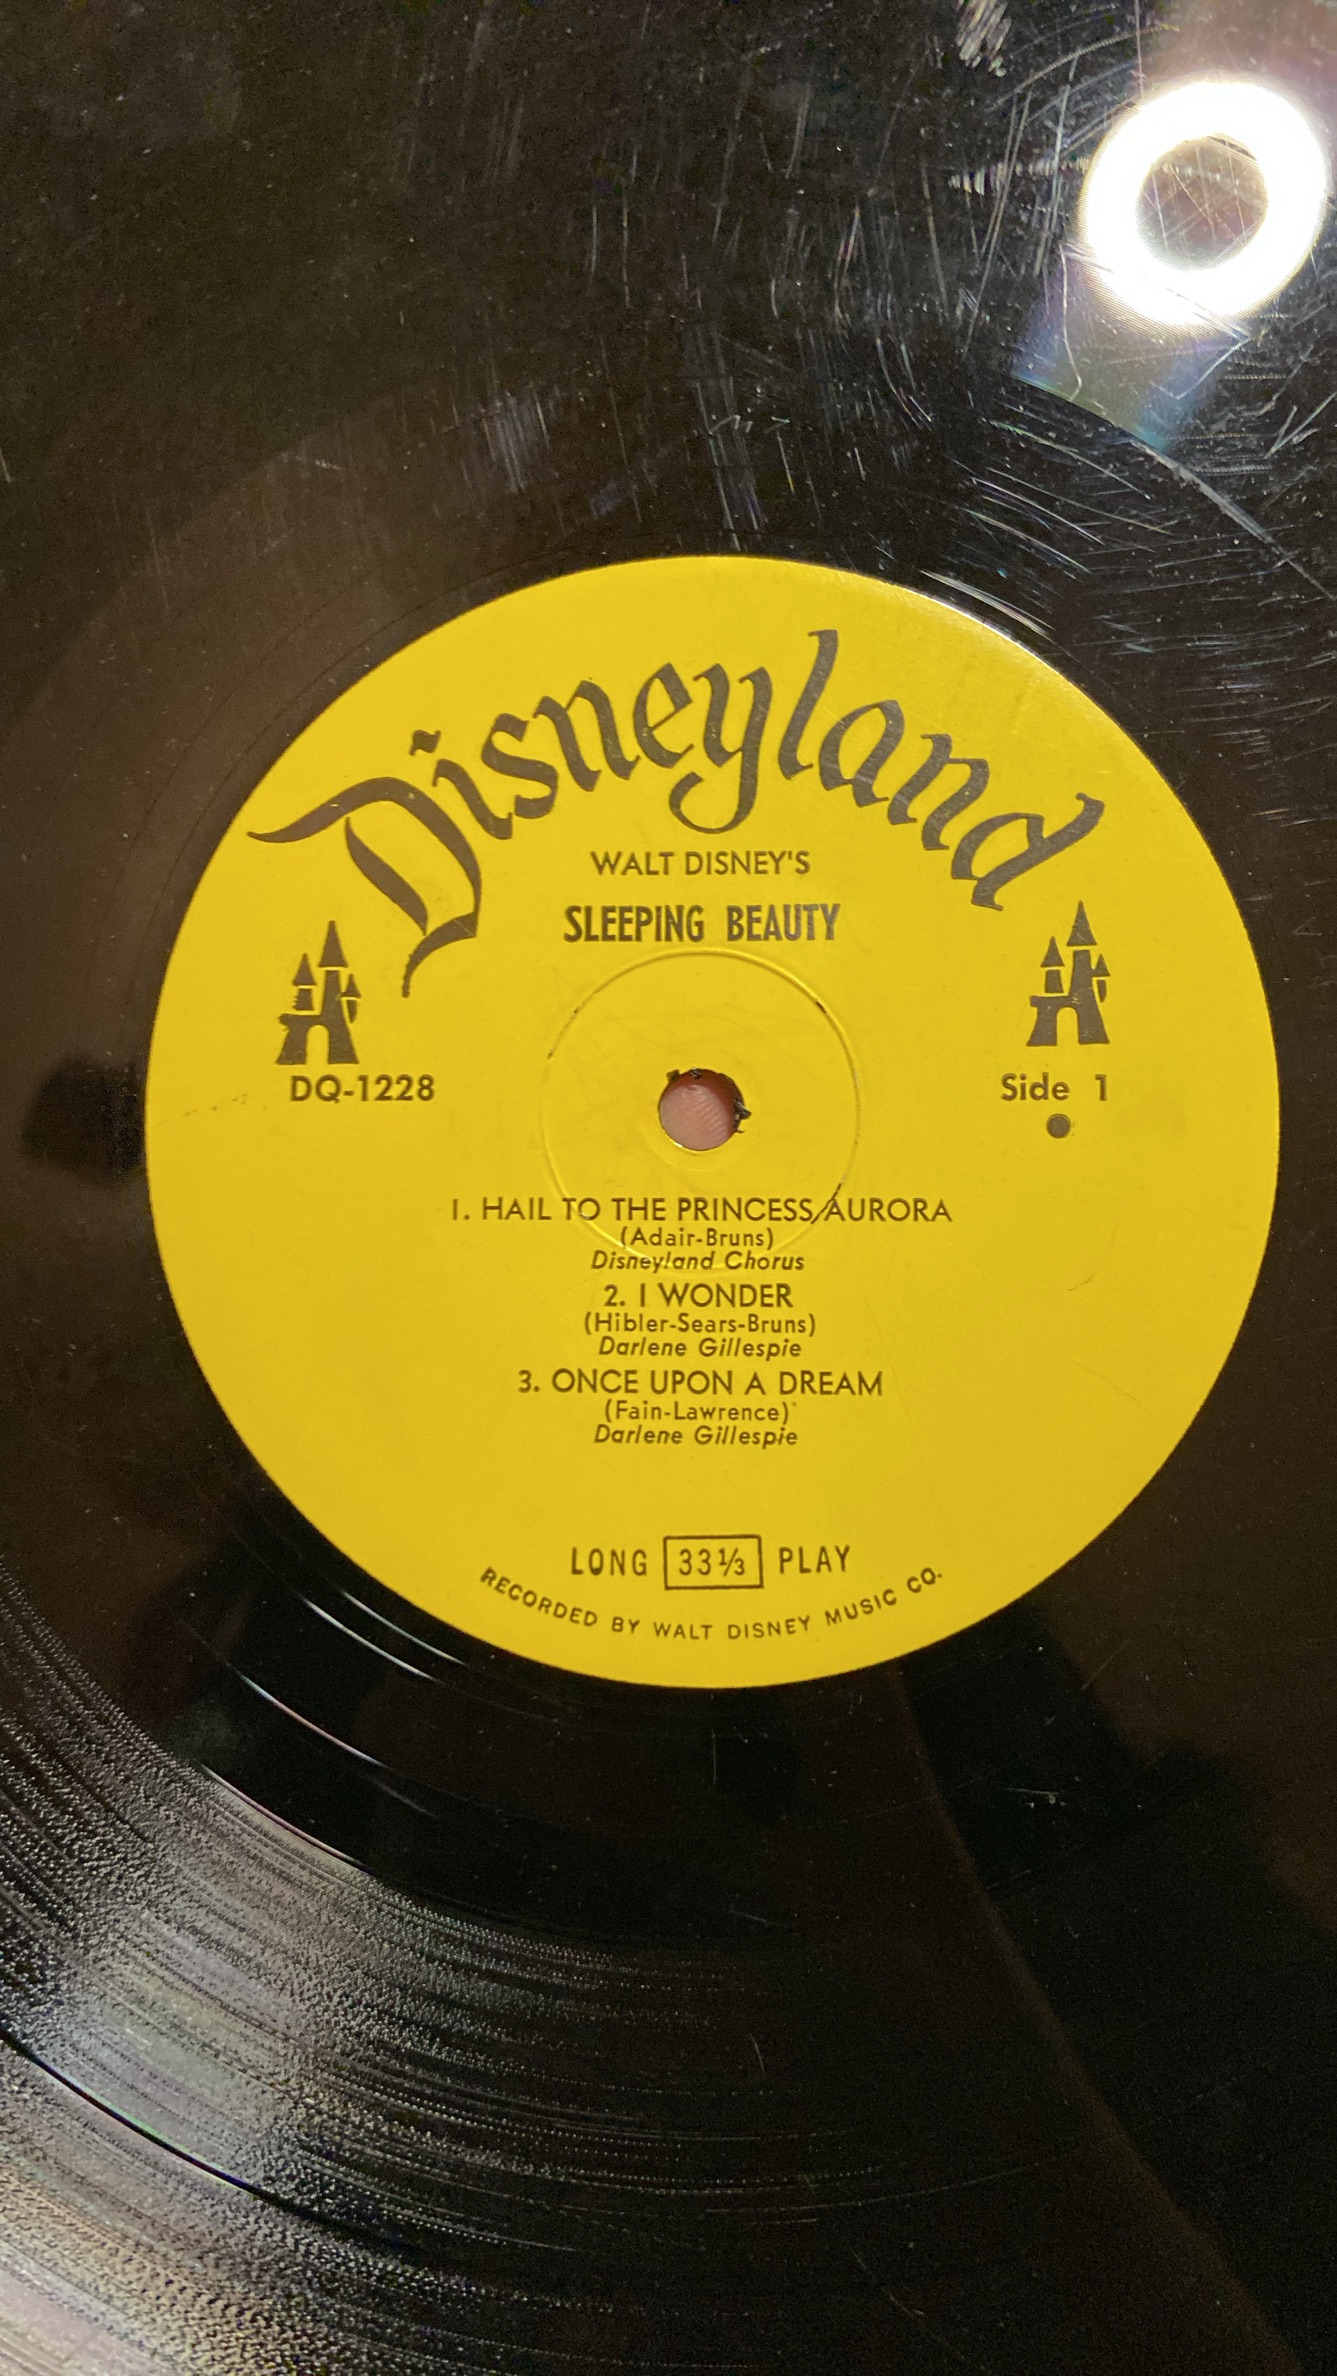 Disneyland
WALT DISNEY'S
SLEEPING BEAUTY
DQ-1228
Side 1
1. HAIL TO THE PRINCESS AURORA
(Adair-Bruns)
Disneyland Chorus
2. I WONDER
(Hibler-Sears-Bruns)
Darlene Gillespie
3. ONCE UPON A DREAM
(Fain-Lawrence)
Darlene Gillespie
LONG 33⅓ PLAY
RECORDED BY WALT DISNEY MUSIC CO.